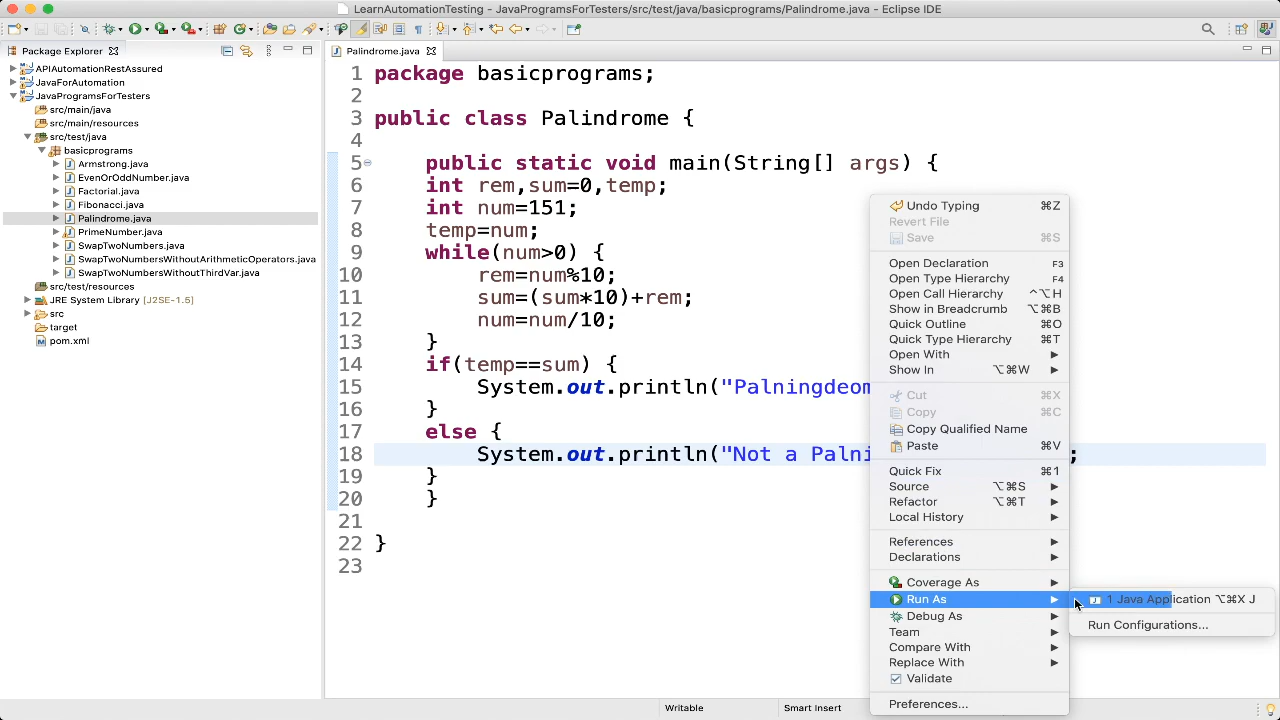 LearnAutomationTesting - JavaProgramsForTesters/src/test/java/basicprograms/Palindrome.java - Eclipse IDE
Package Explorer
APIAutomationRestAssured
JavaForAutomation
JavaProgramsForTesters
src/main/java
src/main/resources
src/test/java
basicprograms
Armstrong.java
EvenOrOddNumber.java
Factorial.java
Fibonacci.java
Palindrome.java
PrimeNumber.java
SwapTwoNumbers.java
SwapTwoNumbersWithoutArithmeticOperators.java
SwapTwoNumbersWithoutThirdVar.java
src/test/resources
JRE System Library [J2SE-1.5]
src
target
pom.xml
Palindrome.java
1 package basicprograms;
2
3 public class Palindrome {
4
5 public static void main(String[] args) {
6 int rem,sum=0,temp;
7 int num=151;
8 temp=num;
9 while(num>0) {
10 rem=num%10;
11 sum=(sum*10)+rem;
12 num=num/10;
13 }
14 if(temp==sum) {
15 System.out.println("Palningdeom
16 }
17 else {
18 System.out.println("Not a Palni ;
19 }
20 }
21
22 }
23
Undo Typing ⌘Z
Revert File
Save ⌘S
Open Declaration F3
Open Type Hierarchy F4
Open Call Hierarchy ^⌥H
Show in Breadcrumb ⌥⌘B
Quick Outline ⌘O
Quick Type Hierarchy ⌘T
Open With
Show In ⌥⌘W
Cut ⌘X
Copy ⌘C
Copy Qualified Name
Paste ⌘V
Quick Fix ⌘1
Source ⌥⌘S
Refactor ⌥⌘T
Local History
References
Declarations
Coverage As
Run As
Debug As
Team
Compare With
Replace With
Validate
Preferences...
1 Java Application ⌥⌘X J
Run Configurations...
Writable
Smart Insert